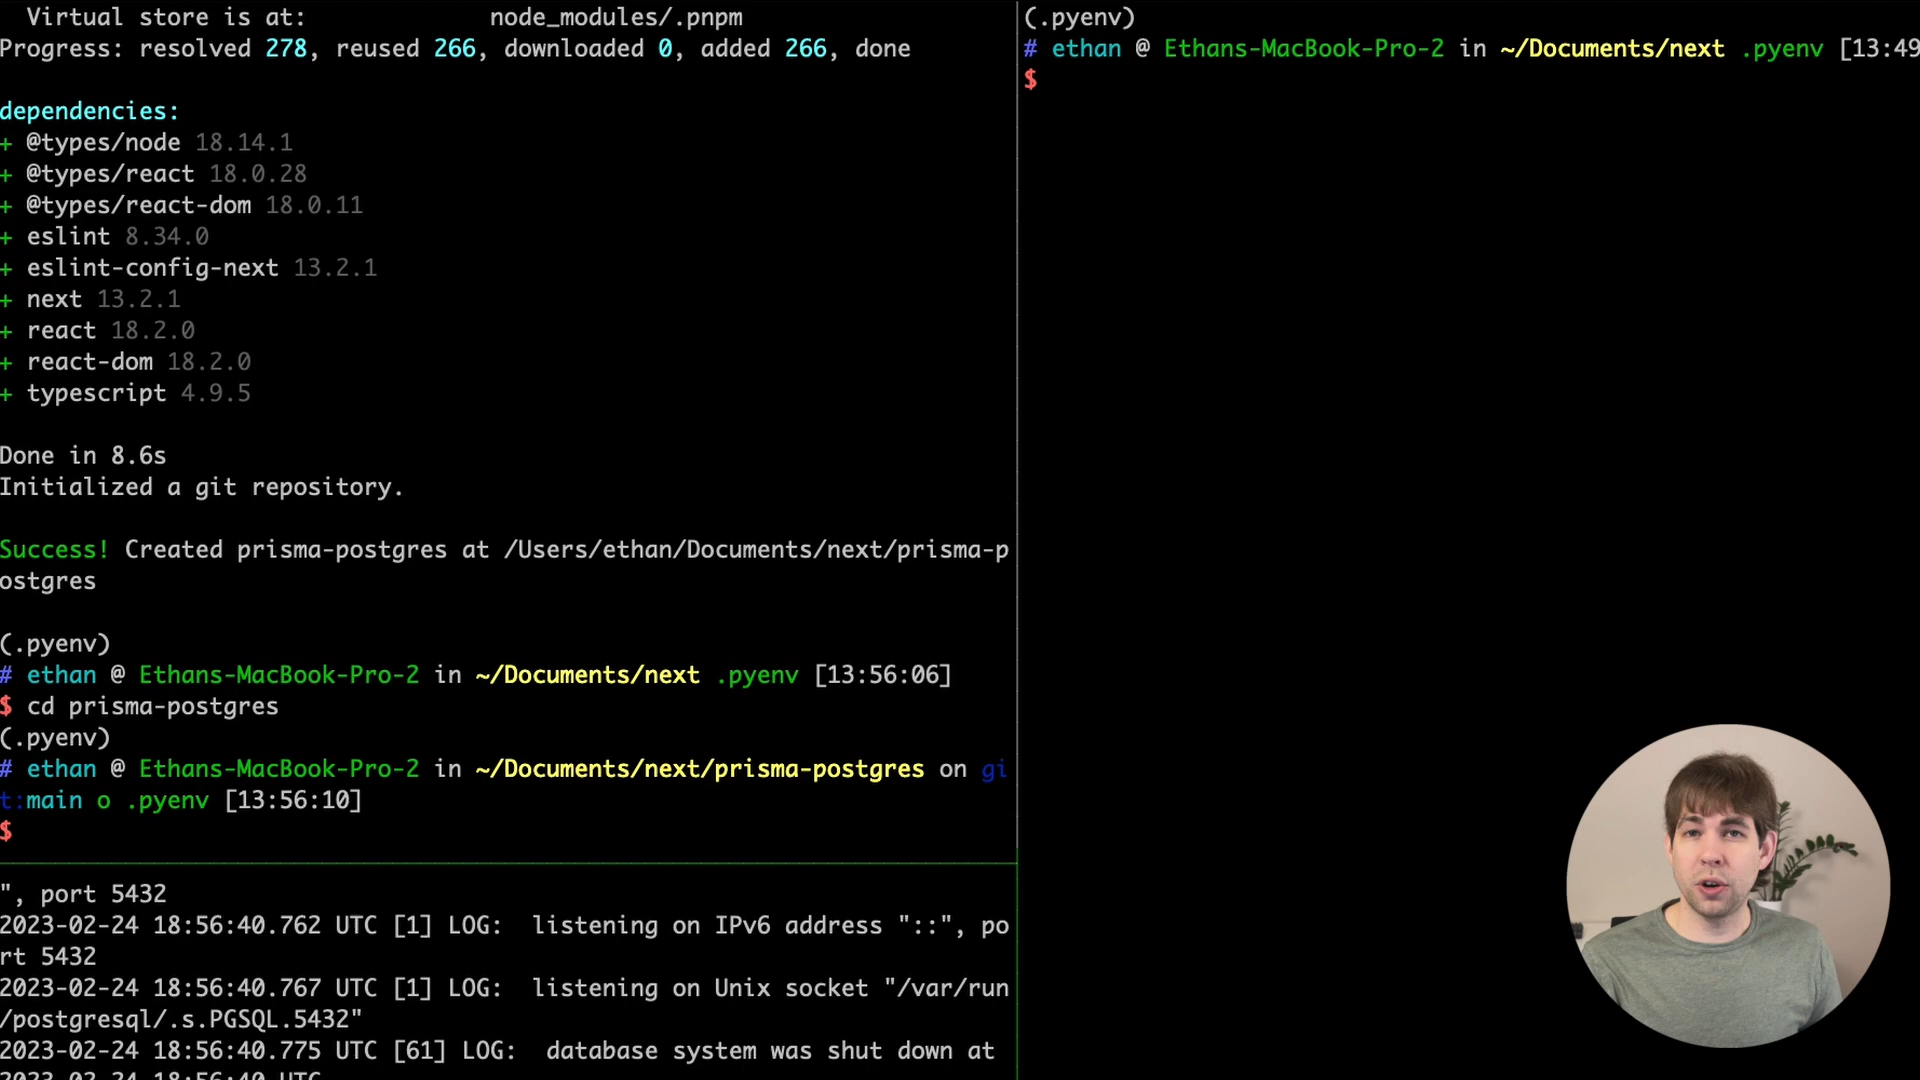 Virtual store is at:             node_modules/.pnpm
Progress: resolved 278, reused 266, downloaded 0, added 266, done
dependencies:
+ @types/node 18.14.1
+ @types/react 18.0.28
+ @types/react-dom 18.0.11
+ eslint 8.34.0
+ eslint-config-next 13.2.1
+ next 13.2.1
+ react 18.2.0
+ react-dom 18.2.0
+ typescript 4.9.5
Done in 8.6s
Initialized a git repository.
Success! Created prisma-postgres at /Users/ethan/Documents/next/prisma-p
ostgres
(.pyenv)
# ethan @ Ethans-MacBook-Pro-2 in ~/Documents/next .pyenv [13:56:06]
$ cd prisma-postgres
(.pyenv)
# ethan @ Ethans-MacBook-Pro-2 in ~/Documents/next/prisma-postgres on gi
t:main o .pyenv [13:56:10]
$
", port 5432
2023-02-24 18:56:40.762 UTC [1] LOG:  listening on IPv6 address "::", po
rt 5432
2023-02-24 18:56:40.767 UTC [1] LOG:  listening on Unix socket "/var/run
/postgresql/.s.PGSQL.5432"
2023-02-24 18:56:40.775 UTC [61] LOG:  database system was shut down at
2023-02-24 18:56:40 UTC
(.pyenv)
# ethan @ Ethans-MacBook-Pro-2 in ~/Documents/next .pyenv [13:49
$